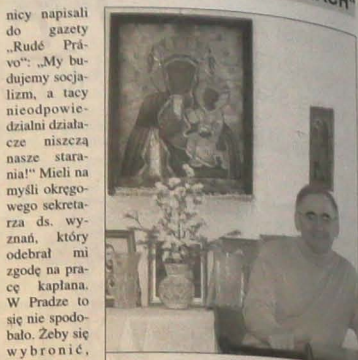 nicy napisali
do gazety
„Rudé Prá-
vo”: „My bu-
dujemy socja-
lizm, a tacy
nieodpowie-
dzialni działa-
cze niszczą
nasze stara-
nia!” Mieli na
myśli okręgo-
wego sekreta-
rza ds. wy-
znań, który
odebrał mi
zgodę na pra-
cę kapłana.
W Pradze to
się nie spodo-
bało. Żeby się
wybronić,